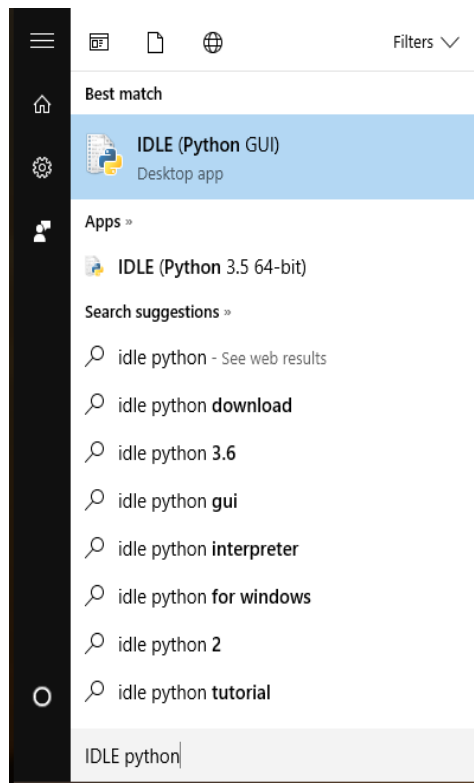 Filters
Best match
IDLE (Python GUI)
Desktop app
Apps »
IDLE (Python 3.5 64-bit)
Search suggestions »
idle python - See web results
idle python download
idle python 3.6
idle python gui
idle python interpreter
idle python for windows
idle python 2
idle python tutorial
IDLE python